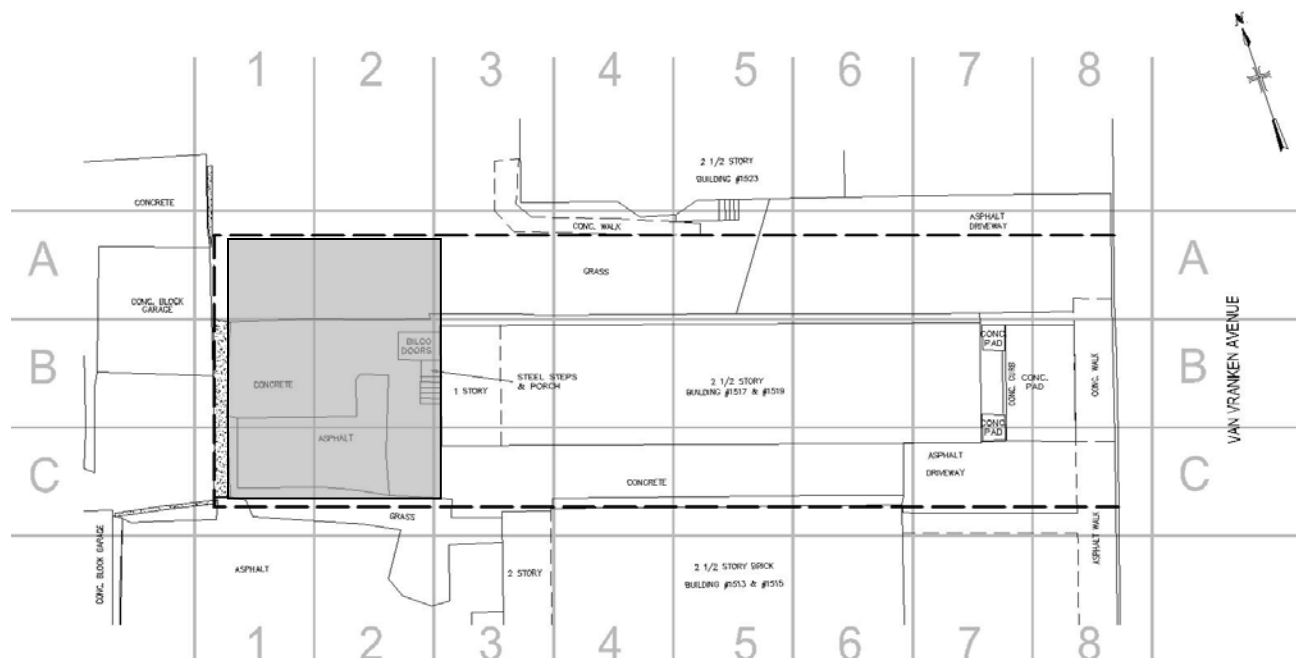 N
1 2 3 4 5 6 7 8
2 1/2 STORY
BUILDING #1523
CONCRETE
CONC. WALK
ASPHALT
DRIVEWAY
A
GRASS
A
CONC. BLOCK
GARAGE
VAN VRANKEN AVENUE
BILCO
DOORS
CONC.
PAD
B
CONCRETE
STEEL STEPS
& PORCH
1 STORY
2 1/2 STORY
BUILDING #1517 & #1519
CONC. CURB
CONC.
PAD
CONC. WALK
B
CONC.
PAD
ASPHALT
C
CONCRETE
ASPHALT
DRIVEWAY
C
GRASS
ASPHALT WALK
CONC. BLOCK GARAGE
ASPHALT
2 STORY
2 1/2 STORY BRICK
BUILDING #1513 & #1515
1 2 3 4 5 6 7 8